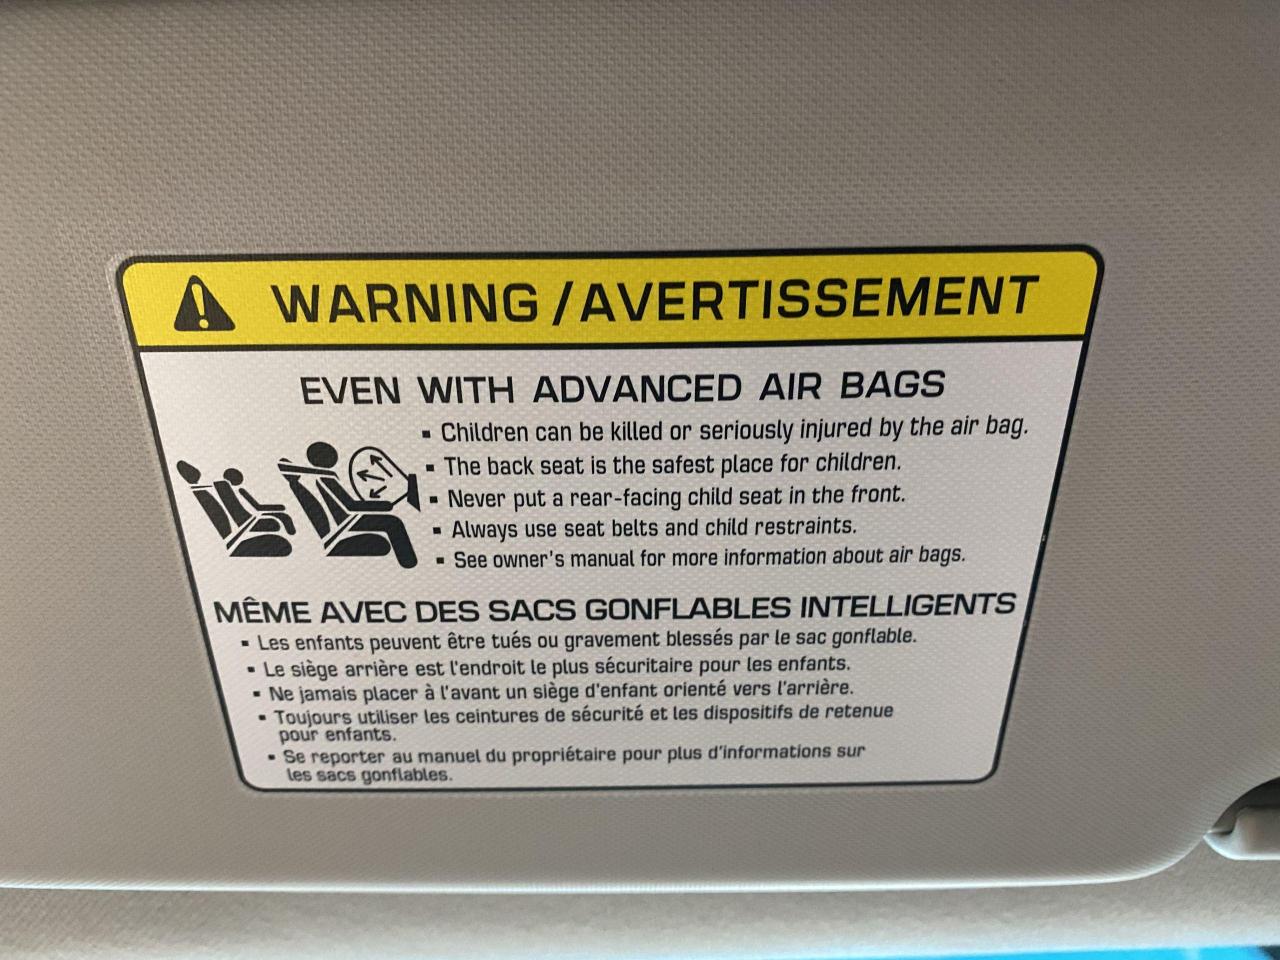 WARNING / AVERTISSEMENT
EVEN WITH ADVANCED AIR BAGS
▪ Children can be killed or seriously injured by the air bag.
▪ The back seat is the safest place for children.
▪ Never put a rear-facing child seat in the front.
▪ Always use seat belts and child restraints.
▪ See owner's manual for more information about air bags.
MÊME AVEC DES SACS GONFLABLES INTELLIGENTS
▪ Les enfants peuvent être tués ou gravement blessés par le sac gonflable.
▪ Le siège arrière est l'endroit le plus sécuritaire pour les enfants.
▪ Ne jamais placer à l'avant un siège d'enfant orienté vers l'arrière.
▪ Toujours utiliser les ceintures de sécurité et les dispositifs de retenue
pour enfants.
▪ Se reporter au manuel du propriétaire pour plus d'informations sur
les sacs gonflables.